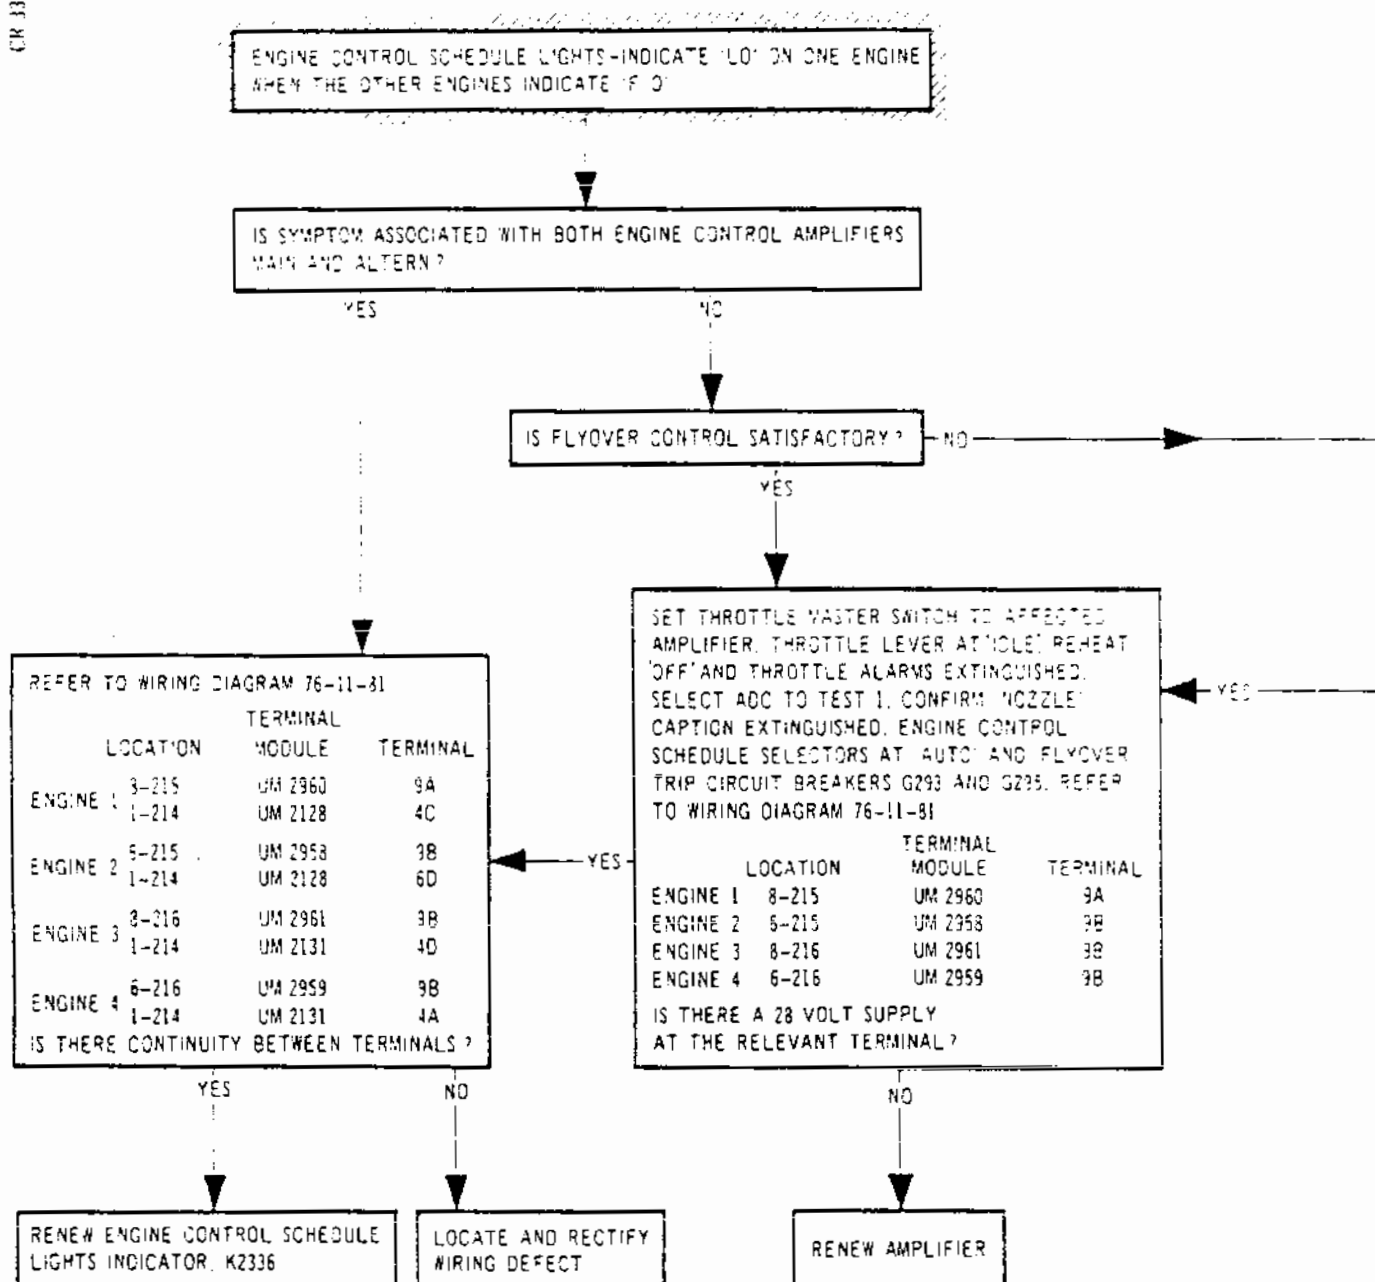 CR 33
ENGINE CONTROL SCHEDULE LIGHTS-INDICATE 'LO' ON ONE ENGINE
WHEN THE OTHER ENGINES INDICATE 'F O'
IS SYMPTOM ASSOCIATED WITH BOTH ENGINE CONTROL AMPLIFIERS
MAIN AND ALTERN?
YES
NO
IS FLYOVER CONTROL SATISFACTORY?
NO
YES
SET THROTTLE MASTER SWITCH TO AFFECTED
AMPLIFIER, THROTTLE LEVER AT 'IDLE', REHEAT
'OFF' AND THROTTLE ALARMS EXTINGUISHED.
SELECT ADC TO TEST 1, CONFIRM 'NOZZLE'
CAPTION EXTINGUISHED, ENGINE CONTROL
SCHEDULE SELECTORS AT 'AUTO' AND FLYOVER
TRIP CIRCUIT BREAKERS G293 AND G295. REFER
TO WIRING DIAGRAM 76-11-81
TERMINAL
LOCATION MODULE TERMINAL
ENGINE 1 8-215 UM 2960 9A
ENGINE 2 6-215 UM 2958 9B
ENGINE 3 8-216 UM 2961 9B
ENGINE 4 6-216 UM 2959 9B
IS THERE A 28 VOLT SUPPLY
AT THE RELEVANT TERMINAL?
YES
YES
REFER TO WIRING DIAGRAM 76-11-81
TERMINAL
LOCATION MODULE TERMINAL
ENGINE 1
8-215 UM 2960 9A
1-214 UM 2128 4C
ENGINE 2
6-215 UM 2958 9B
1-214 UM 2128 6D
ENGINE 3
8-216 UM 2961 9B
1-214 UM 2131 4D
ENGINE 4
6-216 UM 2959 9B
1-214 UM 2131 4A
IS THERE CONTINUITY BETWEEN TERMINALS?
YES
NO
NO
RENEW ENGINE CONTROL SCHEDULE
LIGHTS INDICATOR, K2336
LOCATE AND RECTIFY
WIRING DEFECT
RENEW AMPLIFIER